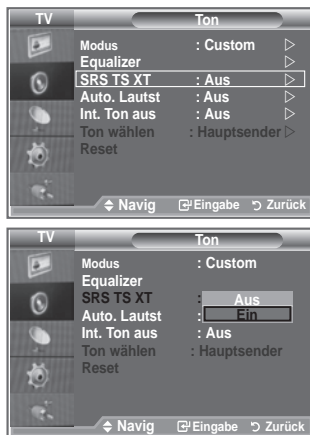 TV Ton
Modus : Custom
Equalizer
SRS TS XT : Aus
Auto. Lautst : Aus
Int. Ton aus : Aus
Ton wählen : Hauptsender
Reset
Navig Eingabe Zurück
TV Ton
Modus : Custom
Equalizer
SRS TS XT : Aus
Auto. Lautst : Ein
Int. Ton aus : Aus
Ton wählen : Hauptsender
Reset
Navig Eingabe Zurück